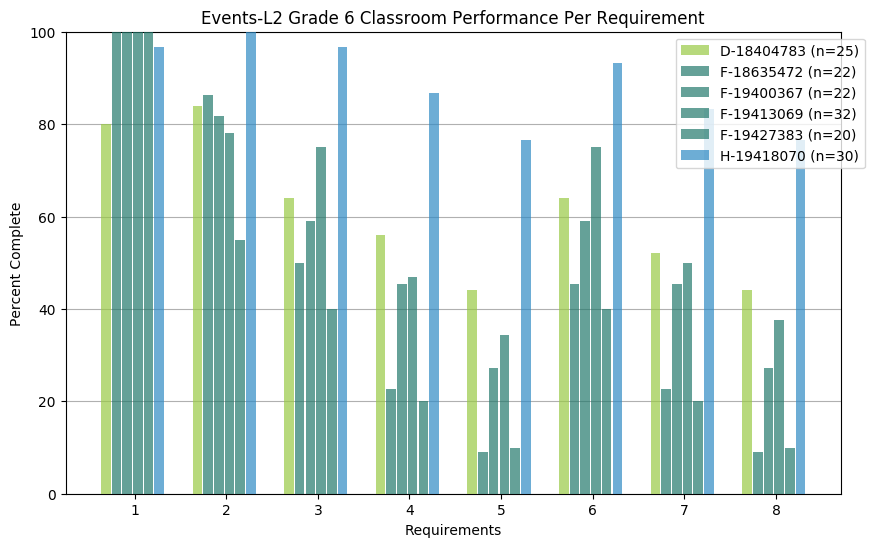 Events-L2 Grade 6 Classroom Performance Per Requirement
D-18404783 (n=25)
F-18635472 (n=22)
F-19400367 (n=22)
F-19413069 (n=32)
F-19427383 (n=20)
H-19418070 (n=30)
Percent Complete
100
80
60
40
20
0
1 2 3 4 5 6 7 8
Requirements